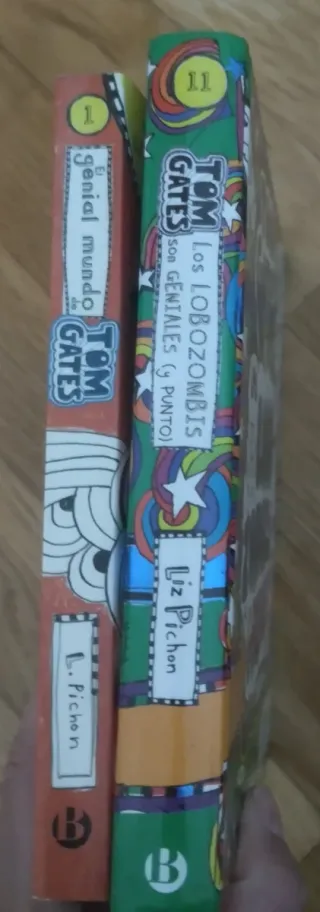 1
El
genial mundo
de
TOM
GATES
L. Pichon
B
11
TOM
GATES
Los LOBOZOMBIS
son GENIALES (y PUNTO)
Liz Pichon
B